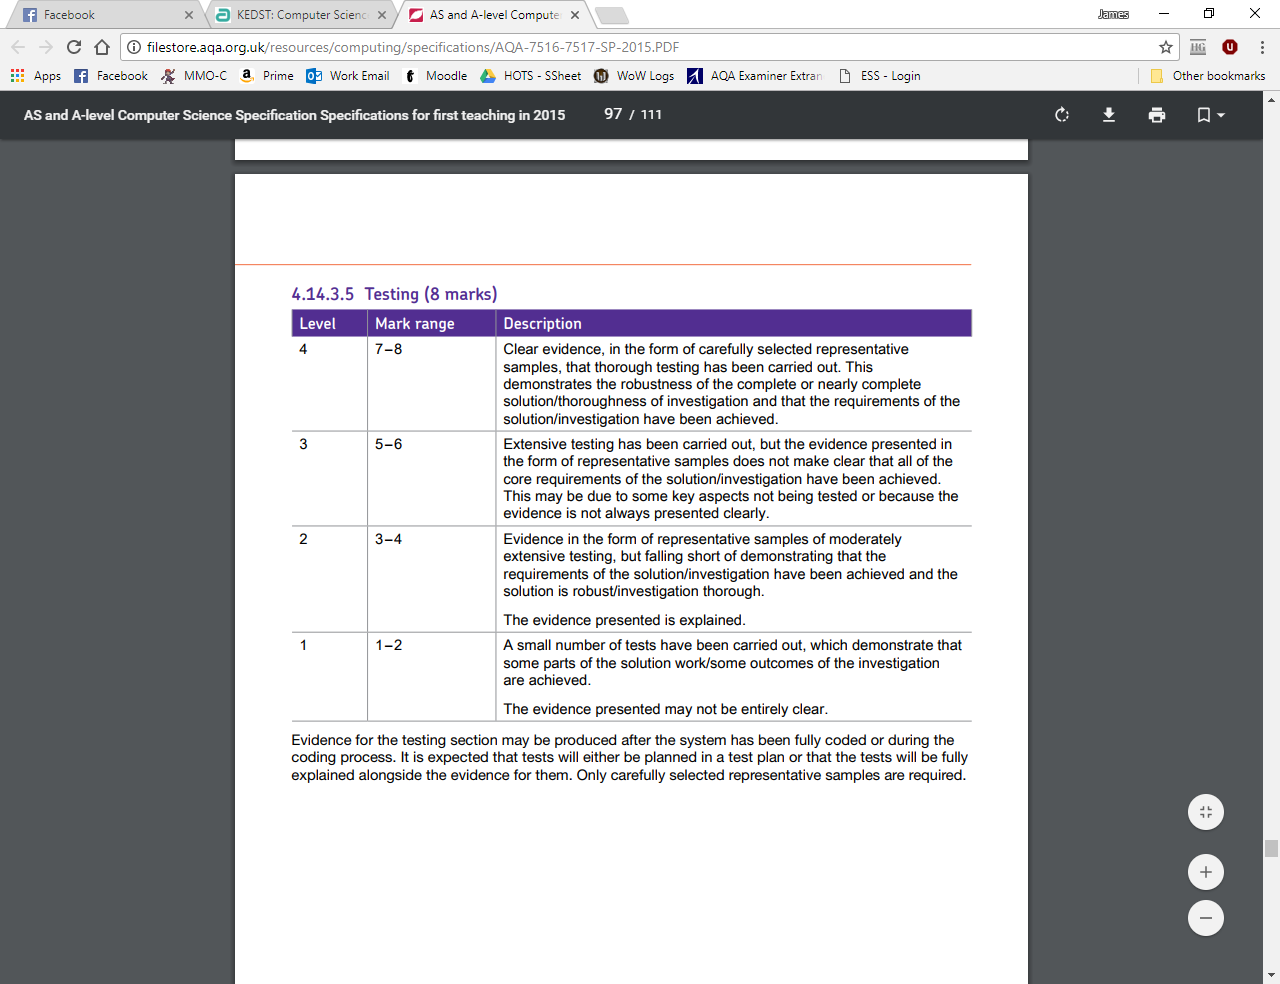 Facebook
KEDST: Computer Science
AS and A-level Compute
James
filestore.aqa.org.uk/resources/computing/specifications/AQA-7516-7517-SP-2015.PDF
Apps
Facebook
MMO-C
Prime
Work Email
Moodle
HOTS - SSheet
WoW Logs
AQA Examiner Extran
ESS - Login
Other bookmarks
AS and A-level Computer Science Specification Specifications for first teaching in 2015
97 / 111
4.14.3.5 Testing (8 marks)
Level Mark range Description
4 7–8 Clear evidence, in the form of carefully selected representative
samples, that thorough testing has been carried out. This
demonstrates the robustness of the complete or nearly complete
solution/thoroughness of investigation and that the requirements of the
solution/investigation have been achieved.
3 5–6 Extensive testing has been carried out, but the evidence presented in
the form of representative samples does not make clear that all of the
core requirements of the solution/investigation have been achieved.
This may be due to some key aspects not being tested or because the
evidence is not always presented clearly.
2 3–4 Evidence in the form of representative samples of moderately
extensive testing, but falling short of demonstrating that the
requirements of the solution/investigation have been achieved and the
solution is robust/investigation thorough.
The evidence presented is explained.
1 1–2 A small number of tests have been carried out, which demonstrate that
some parts of the solution work/some outcomes of the investigation
are achieved.
The evidence presented may not be entirely clear.
Evidence for the testing section may be produced after the system has been fully coded or during the
coding process. It is expected that tests will either be planned in a test plan or that the tests will be fully
explained alongside the evidence for them. Only carefully selected representative samples are required.